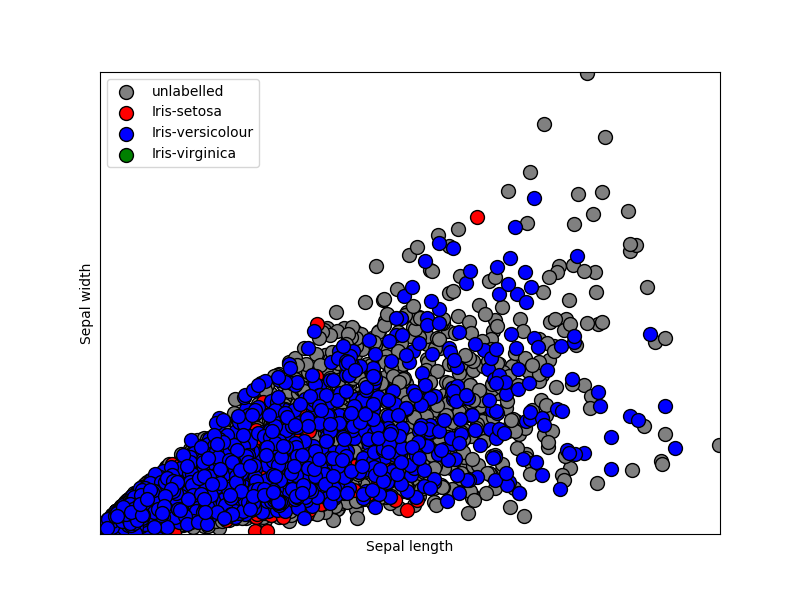 unlabelled
Iris-setosa
Iris-versicolour
Iris-virginica
Sepal width
Sepal length